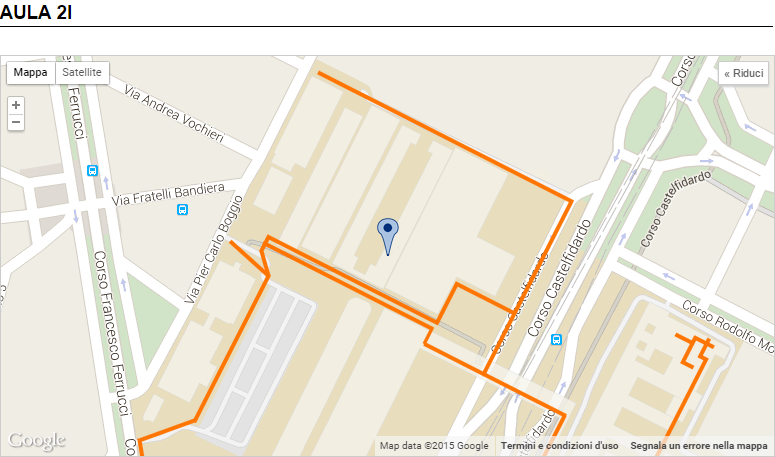 AULA 2I
Mappa
Satellite
« Riduci
+
−
Corso
Ferrucci
Via Andrea Vochieri
Via Fratelli Bandiera
Via Pier Carlo Boggio
Corso Castelfidardo
Corso Castelfidardo
Corso Castelfidardo
Corso Francesco Ferrucci
Corso Rodolfo Mo
Co
stelfidardo
Google
Map data ©2015 Google
Termini e condizioni d'uso
Segnala un errore nella mappa